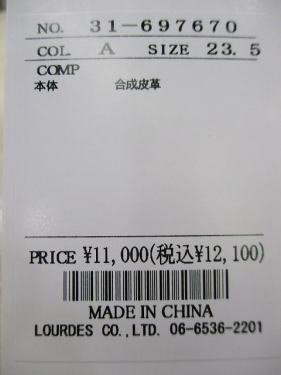 NO. 31-697670
COL A SIZE 23.5
COMP
本体 合成皮革
PRICE ¥11,000(税込¥12,100)
MADE IN CHINA
LOURDES CO.,LTD. 06-6536-2201